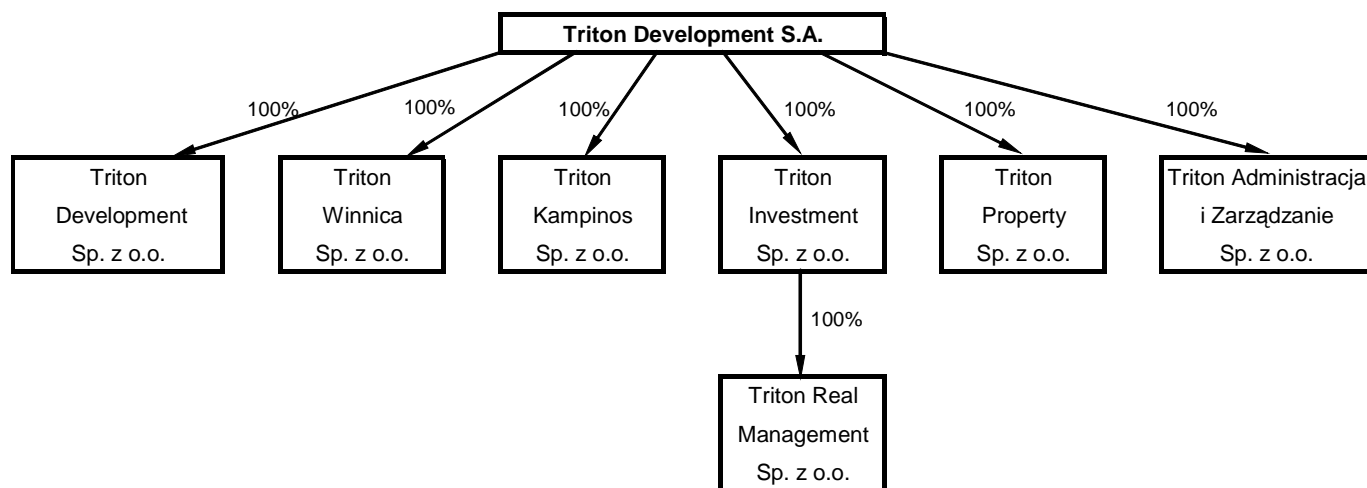 Triton Development S.A.
100%
100%
100%
100%
100%
100%
Triton
Development
Sp. z o.o.
Triton
Winnica
Sp. z o.o.
Triton
Kampinos
Sp. z o.o.
Triton
Investment
Sp. z o.o.
Triton
Property
Sp. z o.o.
Triton Administracja
i Zarządzanie
Sp. z o.o.
100%
Triton Real
Management
Sp. z o.o.